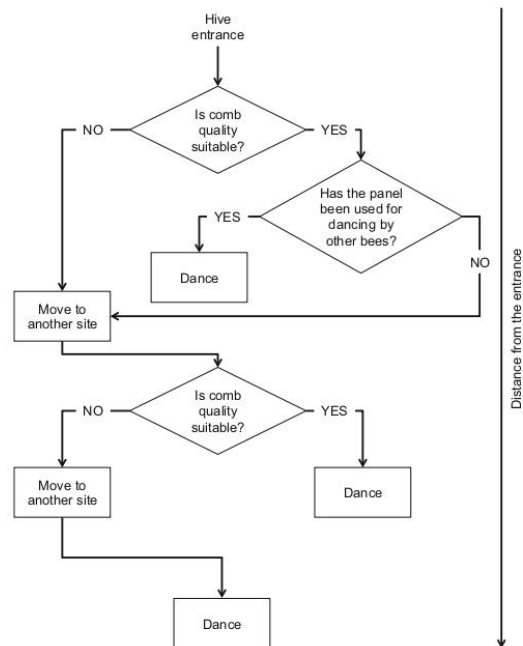 Hive
entrance
Is comb
quality
suitable?
NO
YES
Has the panel
been used for
dancing by
other bees?
YES
NO
Dance
Move to
another site
Is comb
quality
suitable?
NO
YES
Move to
another site
Dance
Dance
Distance from the entrance